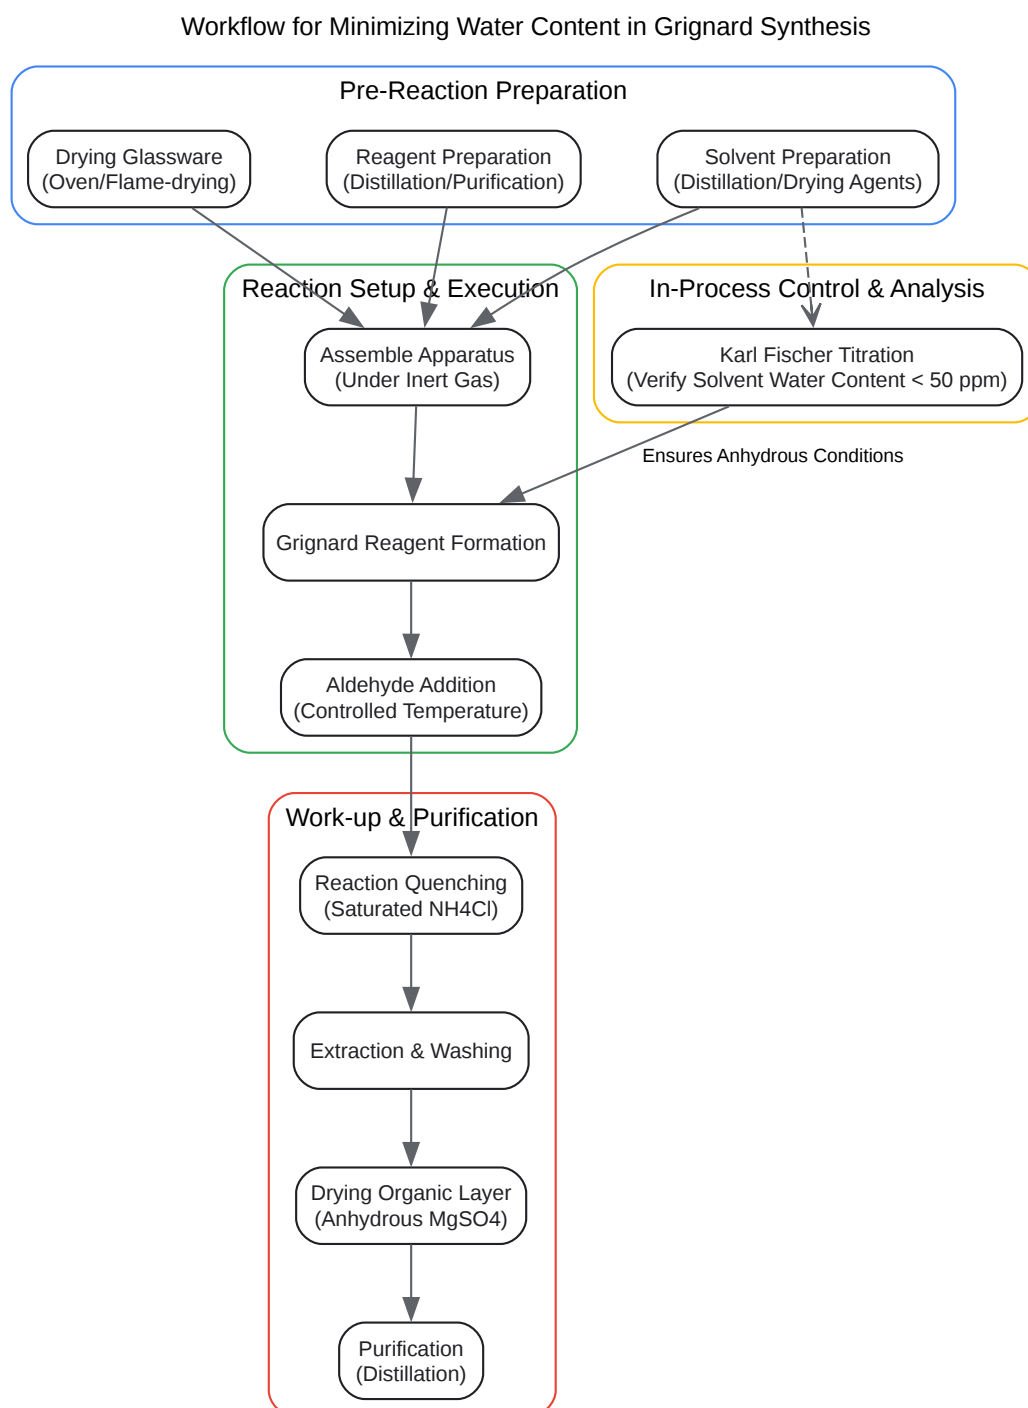 Workflow for Minimizing Water Content in Grignard Synthesis
Pre-Reaction Preparation
Drying Glassware
(Oven/Flame-drying)
Reagent Preparation
(Distillation/Purification)
Solvent Preparation
(Distillation/Drying Agents)
Reaction Setup & Execution
In-Process Control & Analysis
Assemble Apparatus
(Under Inert Gas)
Karl Fischer Titration
(Verify Solvent Water Content < 50 ppm)
Ensures Anhydrous Conditions
Grignard Reagent Formation
Aldehyde Addition
(Controlled Temperature)
Work-up & Purification
Reaction Quenching
(Saturated NH4Cl)
Extraction & Washing
Drying Organic Layer
(Anhydrous MgSO4)
Purification
(Distillation)